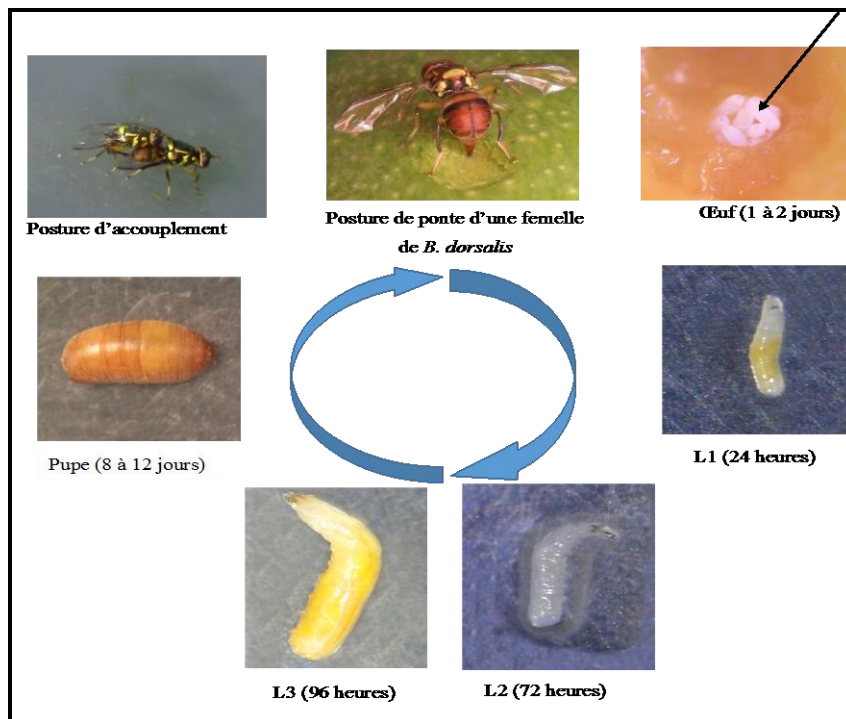 Posture d'accouplement
Posture de ponte d'une femelle
de B. dorsalis
Œuf (1 à 2 jours)
Pupe (8 à 12 jours)
L1 (24 heures)
L3 (96 heures)
L2 (72 heures)